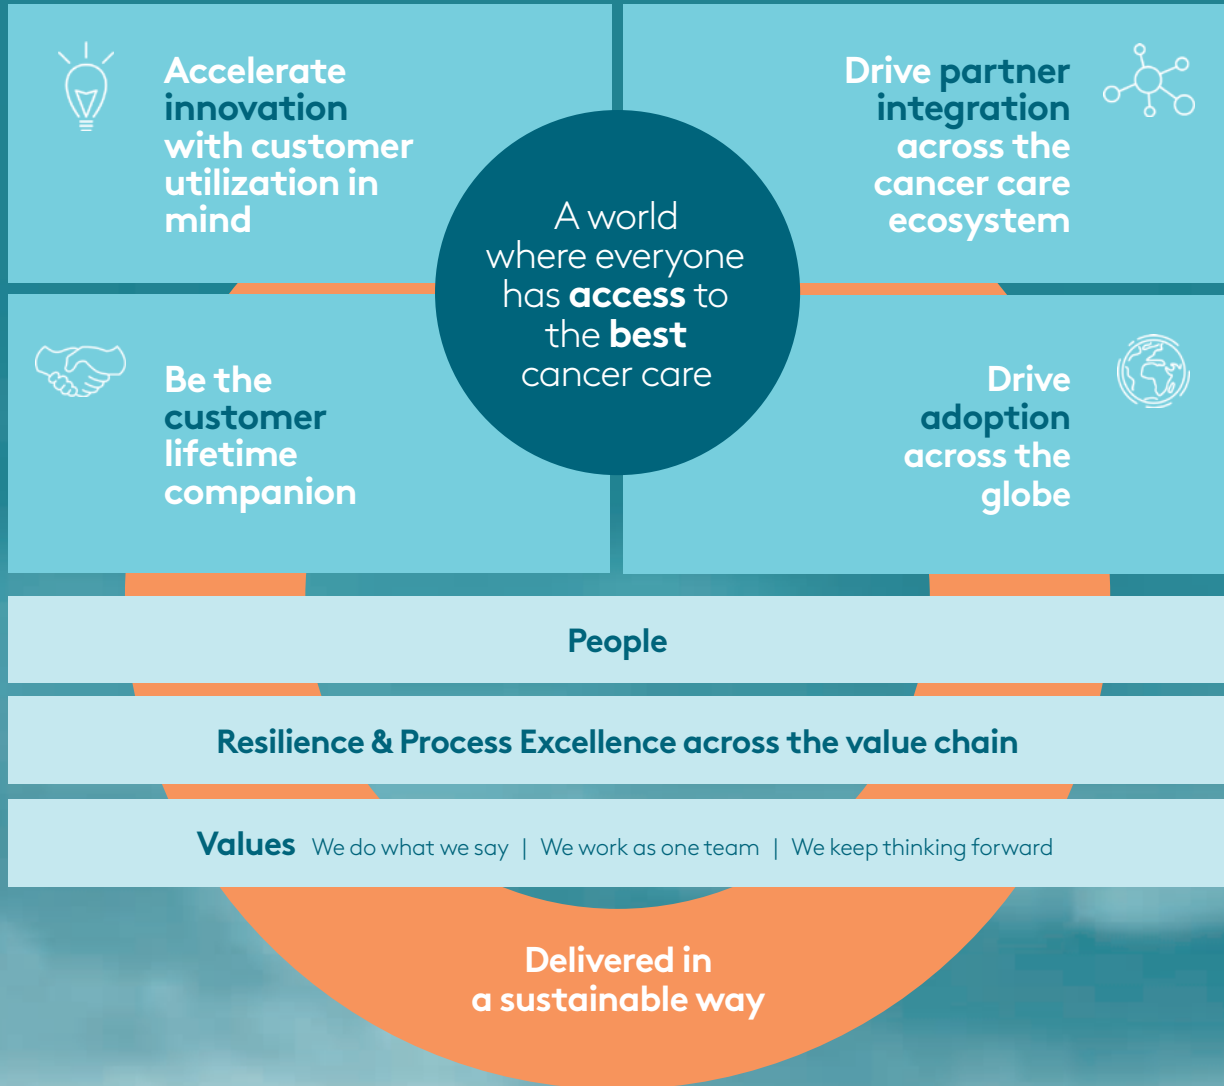 Accelerate
innovation
with customer
utilization in
mind
Drive partner
integration
across the
cancer care
ecosystem
A world
where everyone
has access to
the best
cancer care
Be the
customer
lifetime
companion
Drive
adoption
across the
globe
People
Resilience & Process Excellence across the value chain
Values We do what we say | We work as one team | We keep thinking forward
Delivered in
a sustainable way